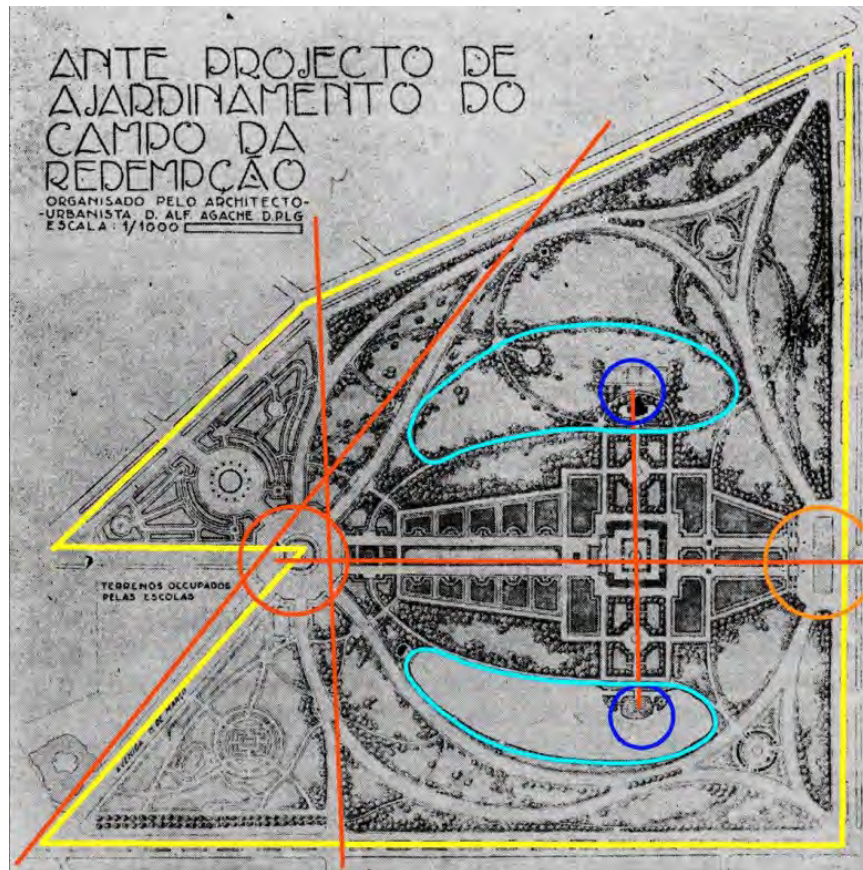 ANTE PROJECTO DE
AJARDINAMENTO DO
CAMPO DA
REDEMPÇÃO
ORGANISADO PELO ARCHITECTO-
-URBANISTA D. ALF. AGACHE D.PLG
ESCALA : 1/1000
TERRENOS OCCUPADOS
PELAS ESCOLAS
AVENIDA